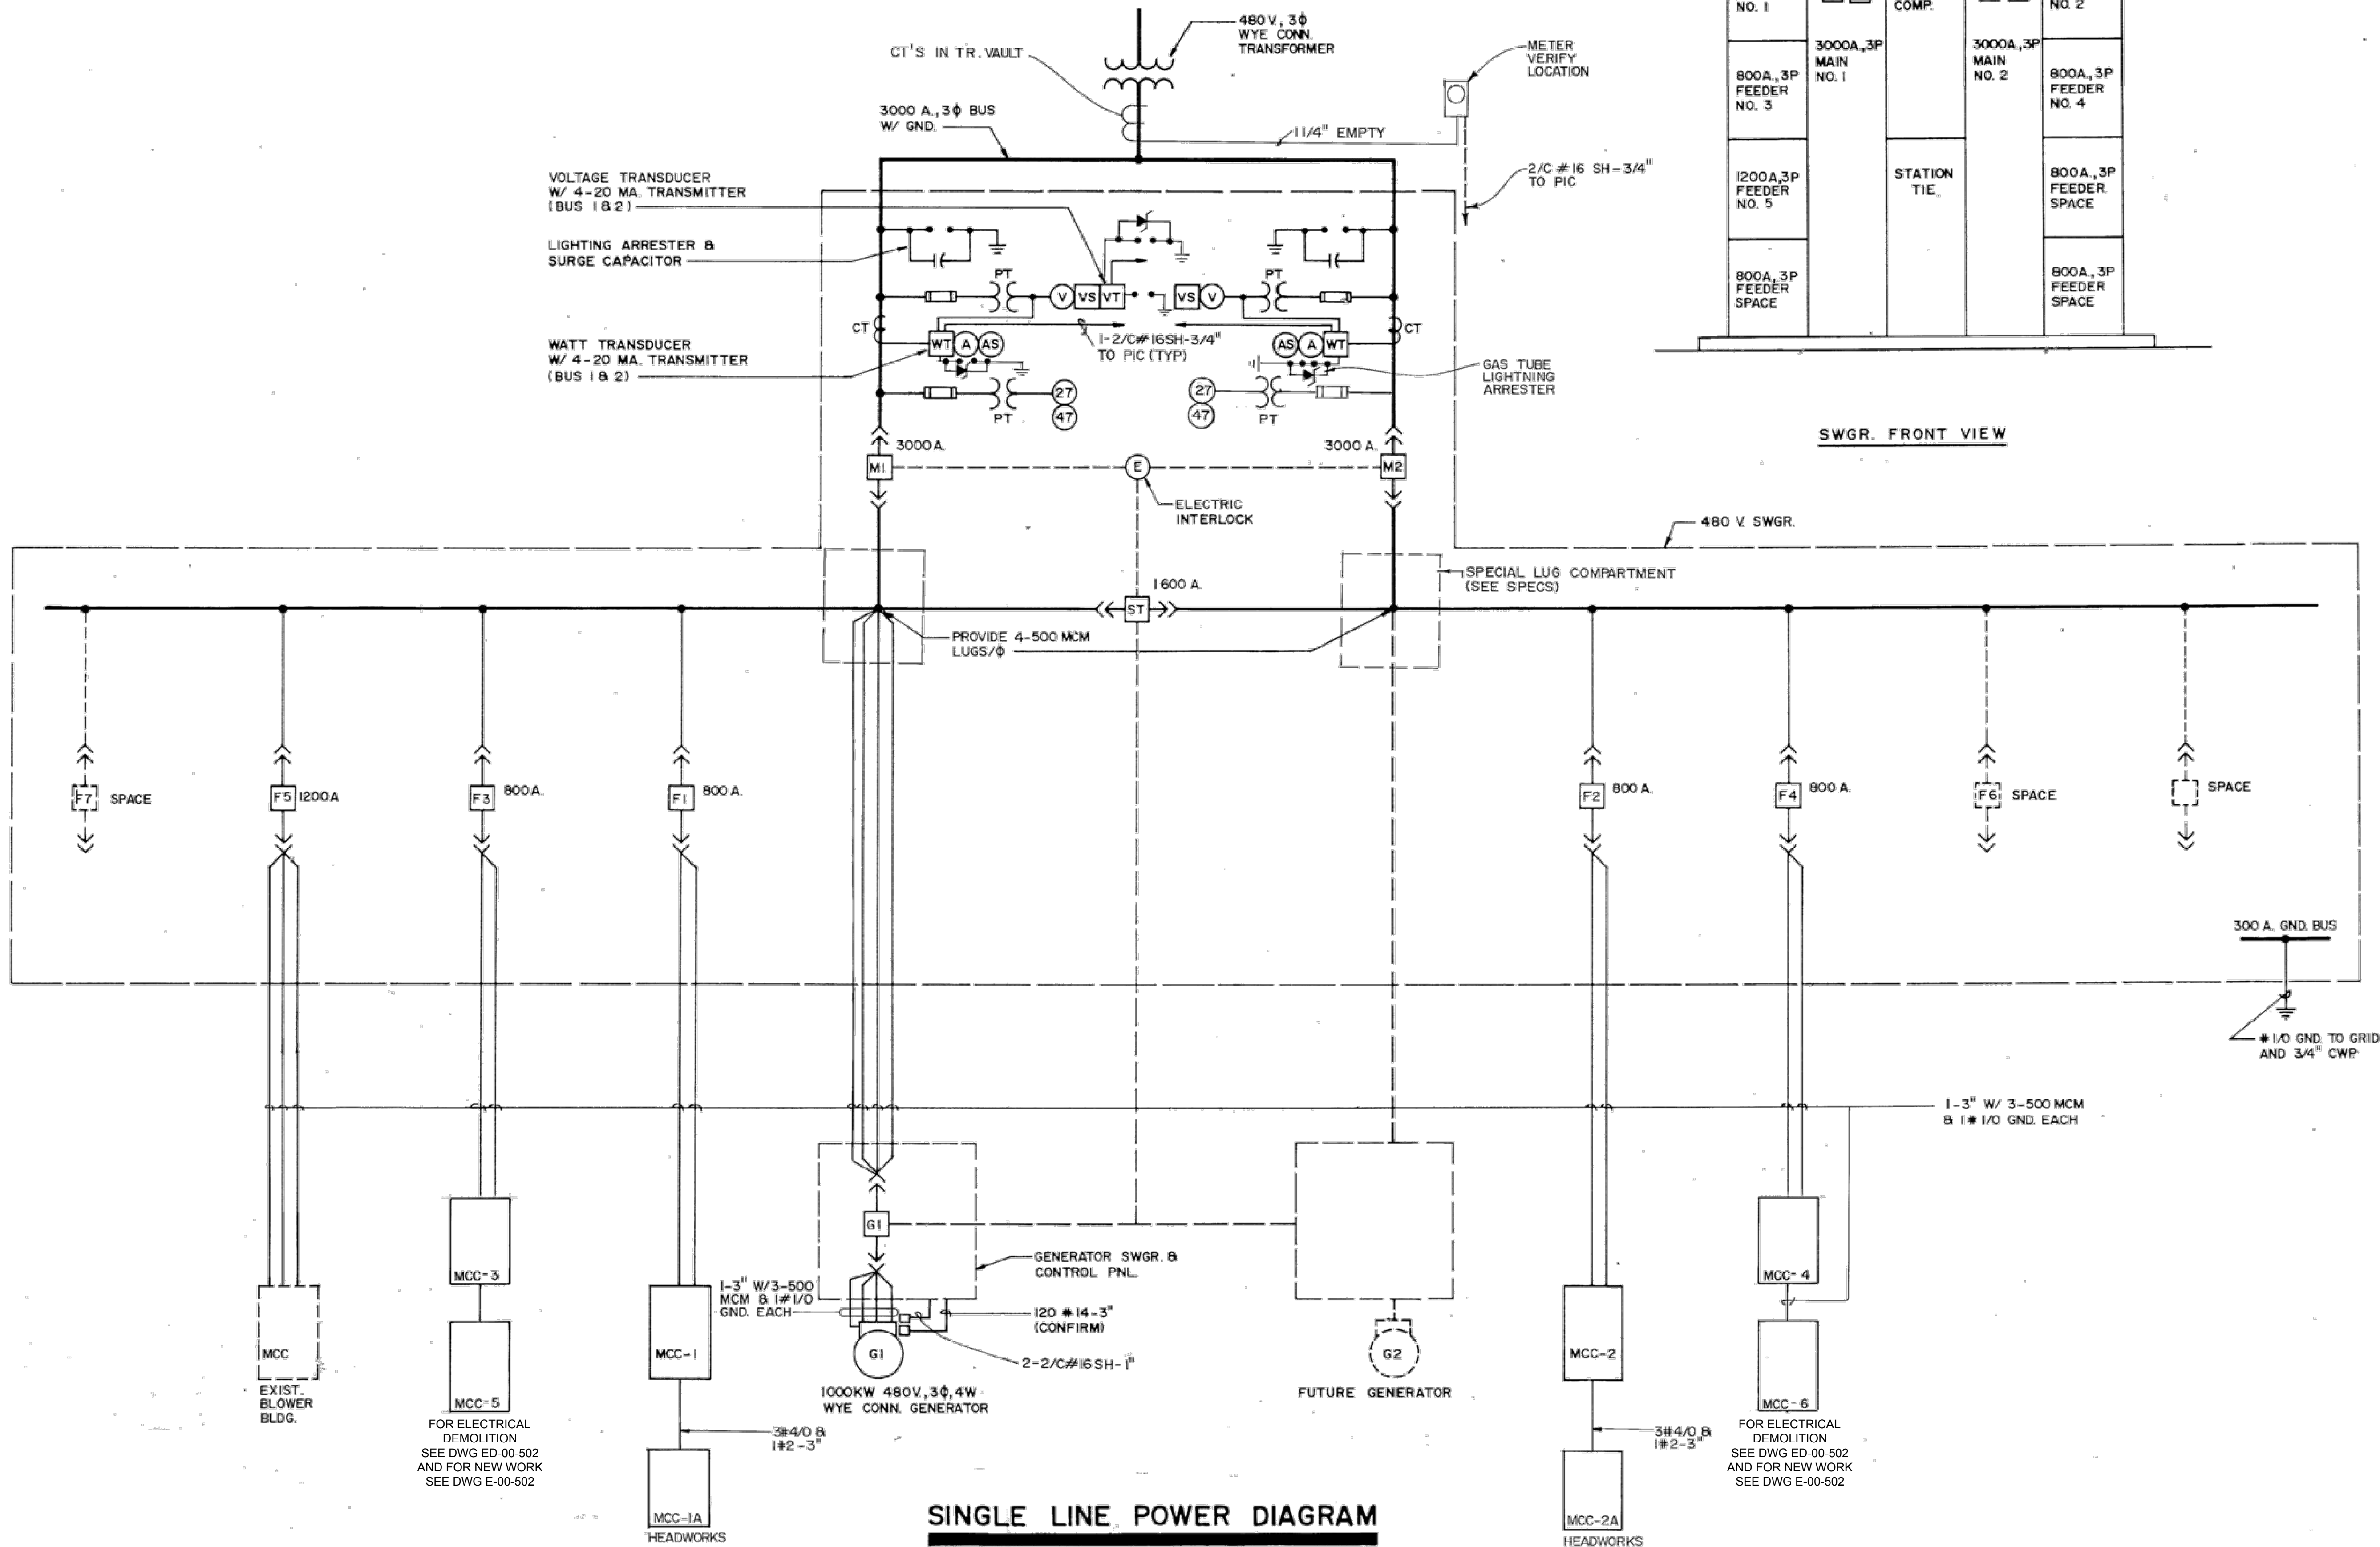 480 V., 3ϕ
WYE CONN.
TRANSFORMER
CT'S IN TR. VAULT
METER
VERIFY
LOCATION
3000 A., 3ϕ BUS
W/ GND.
1 1/4" EMPTY
2/C #16 SH-3/4"
TO PIC
VOLTAGE TRANSDUCER
W/ 4-20 MA. TRANSMITTER
(BUS 1 & 2)
LIGHTING ARRESTER &
SURGE CAPACITOR
PT
PT
V
VS
VT
VS
V
CT
CT
WT
A
AS
1-2/C#16SH-3/4"
TO PIC (TYP)
AS
A
WT
WATT TRANSDUCER
W/ 4-20 MA. TRANSMITTER
(BUS 1 & 2)
GAS TUBE
LIGHTNING
ARRESTER
27
47
PT
27
47
PT
3000 A.
3000 A.
M1
E
M2
ELECTRIC
INTERLOCK
NO. 1
COMP.
NO. 2
3000A.,3P
MAIN
NO. 1
3000A.,3P
MAIN
NO. 2
800A.,3P
FEEDER
NO. 3
800A.,3P
FEEDER
NO. 4
1200A,3P
FEEDER
NO. 5
STATION
TIE.
800A.,3P
FEEDER
SPACE
800A.,3P
FEEDER
SPACE
800A.,3P
FEEDER
SPACE
SWGR. FRONT VIEW
480 V. SWGR.
SPECIAL LUG COMPARTMENT
(SEE SPECS)
1600 A.
ST
PROVIDE 4-500 MCM
LUGS/ϕ
F7 SPACE
F5 1200A
F3 800A.
F1 800A.
F2 800A.
F4 800A.
F6 SPACE
SPACE
300 A. GND. BUS
#1/0 GND. TO GRID
AND 3/4" CWP.
1-3" W/ 3-500 MCM
& 1#1/0 GND. EACH
G1
GENERATOR SWGR. &
CONTROL PNL.
1-3" W/3-500
MCM & 1#1/0
GND. EACH
120 #14-3"
(CONFIRM)
2-2/C#16SH-1"
G1
1000KW 480V., 3ϕ, 4W
WYE CONN. GENERATOR
G2
FUTURE GENERATOR
MCC
EXIST.
BLOWER
BLDG.
MCC-3
MCC-5
FOR ELECTRICAL
DEMOLITION
SEE DWG ED-00-502
AND FOR NEW WORK
SEE DWG E-00-502
MCC-1
3#4/0 &
1#2-3"
MCC-1A
HEADWORKS
MCC-2
3#4/0 &
1#2-3"
MCC-2A
HEADWORKS
MCC-4
MCC-6
FOR ELECTRICAL
DEMOLITION
SEE DWG ED-00-502
AND FOR NEW WORK
SEE DWG E-00-502
SINGLE LINE POWER DIAGRAM